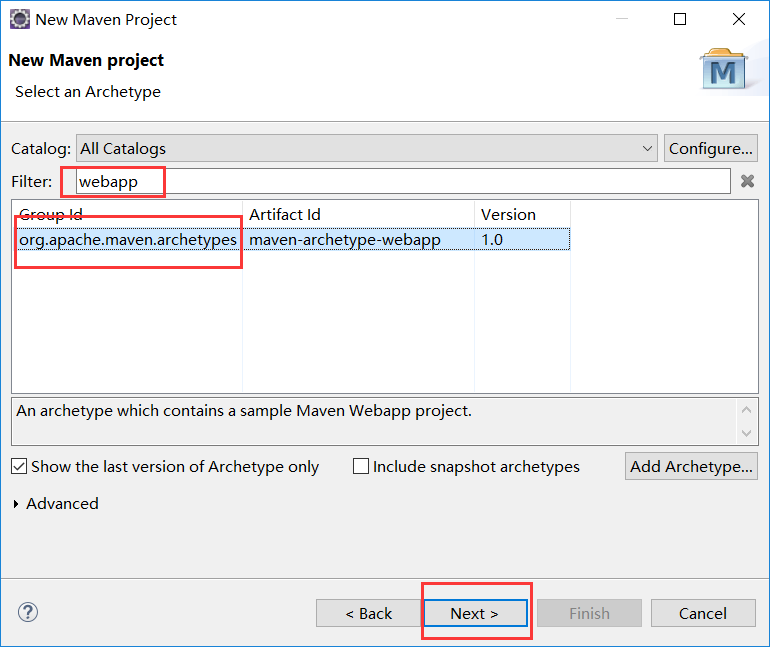 New Maven Project
New Maven project
Select an Archetype
M
Catalog: All Catalogs Configure...
Filter: webapp
Group Id Artifact Id Version
org.apache.maven.archetypes maven-archetype-webapp 1.0
An archetype which contains a sample Maven Webapp project.
Show the last version of Archetype only Include snapshot archetypes Add Archetype...
Advanced
? < Back Next > Finish Cancel